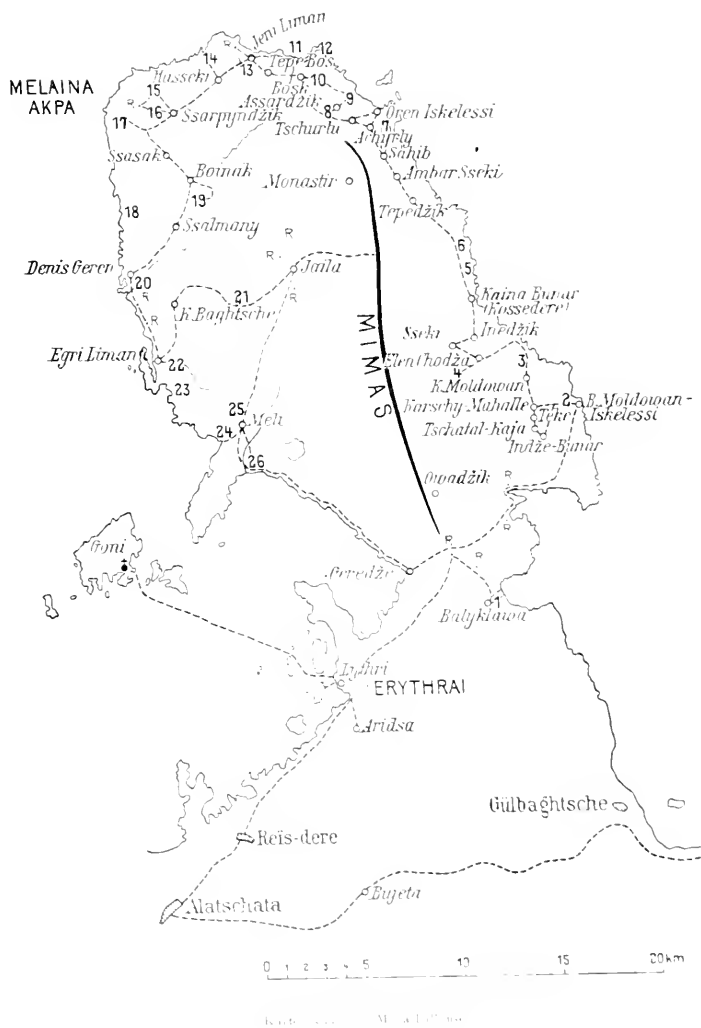 Jeni Liman
11
12
14
13
Tepe Bos.
Husseki
Bosk
10
MELAINA
AKPA
15
Assardžik
9
16
Ssarpyndžik
8
Ören Iskelessi
17
Tschurlu
7
Achyrly
Sahib
Ssasak
Boinak
Monastir
Ambar Sseki
19
Tepedžik
18
Ssalmany
R
6
R
5
Denis Geren
20
Jaila
R
R
21
Kaina Bunar
(Kossedere)
K. Baghtsche
R
Inedžik
Sseki
MIMAS
Egri Liman
22
Elen Chodža
4
3
23
K. Moldowan
25
Karschy-Mahalle
2
B. Moldowan-
Iskelessi
Meli
Teke
24
Tschatal-Kaja
Indže-Bunar
26
Owadžik
R
R
Goni
R
R
Geredže
1
Balyklawa
Lythri
ERYTHRAI
Aridsa
Gülbaghtsche
Reïs-dere
Alatschata
Bujeta
0 1 2 3 4 5 10 15 20 km